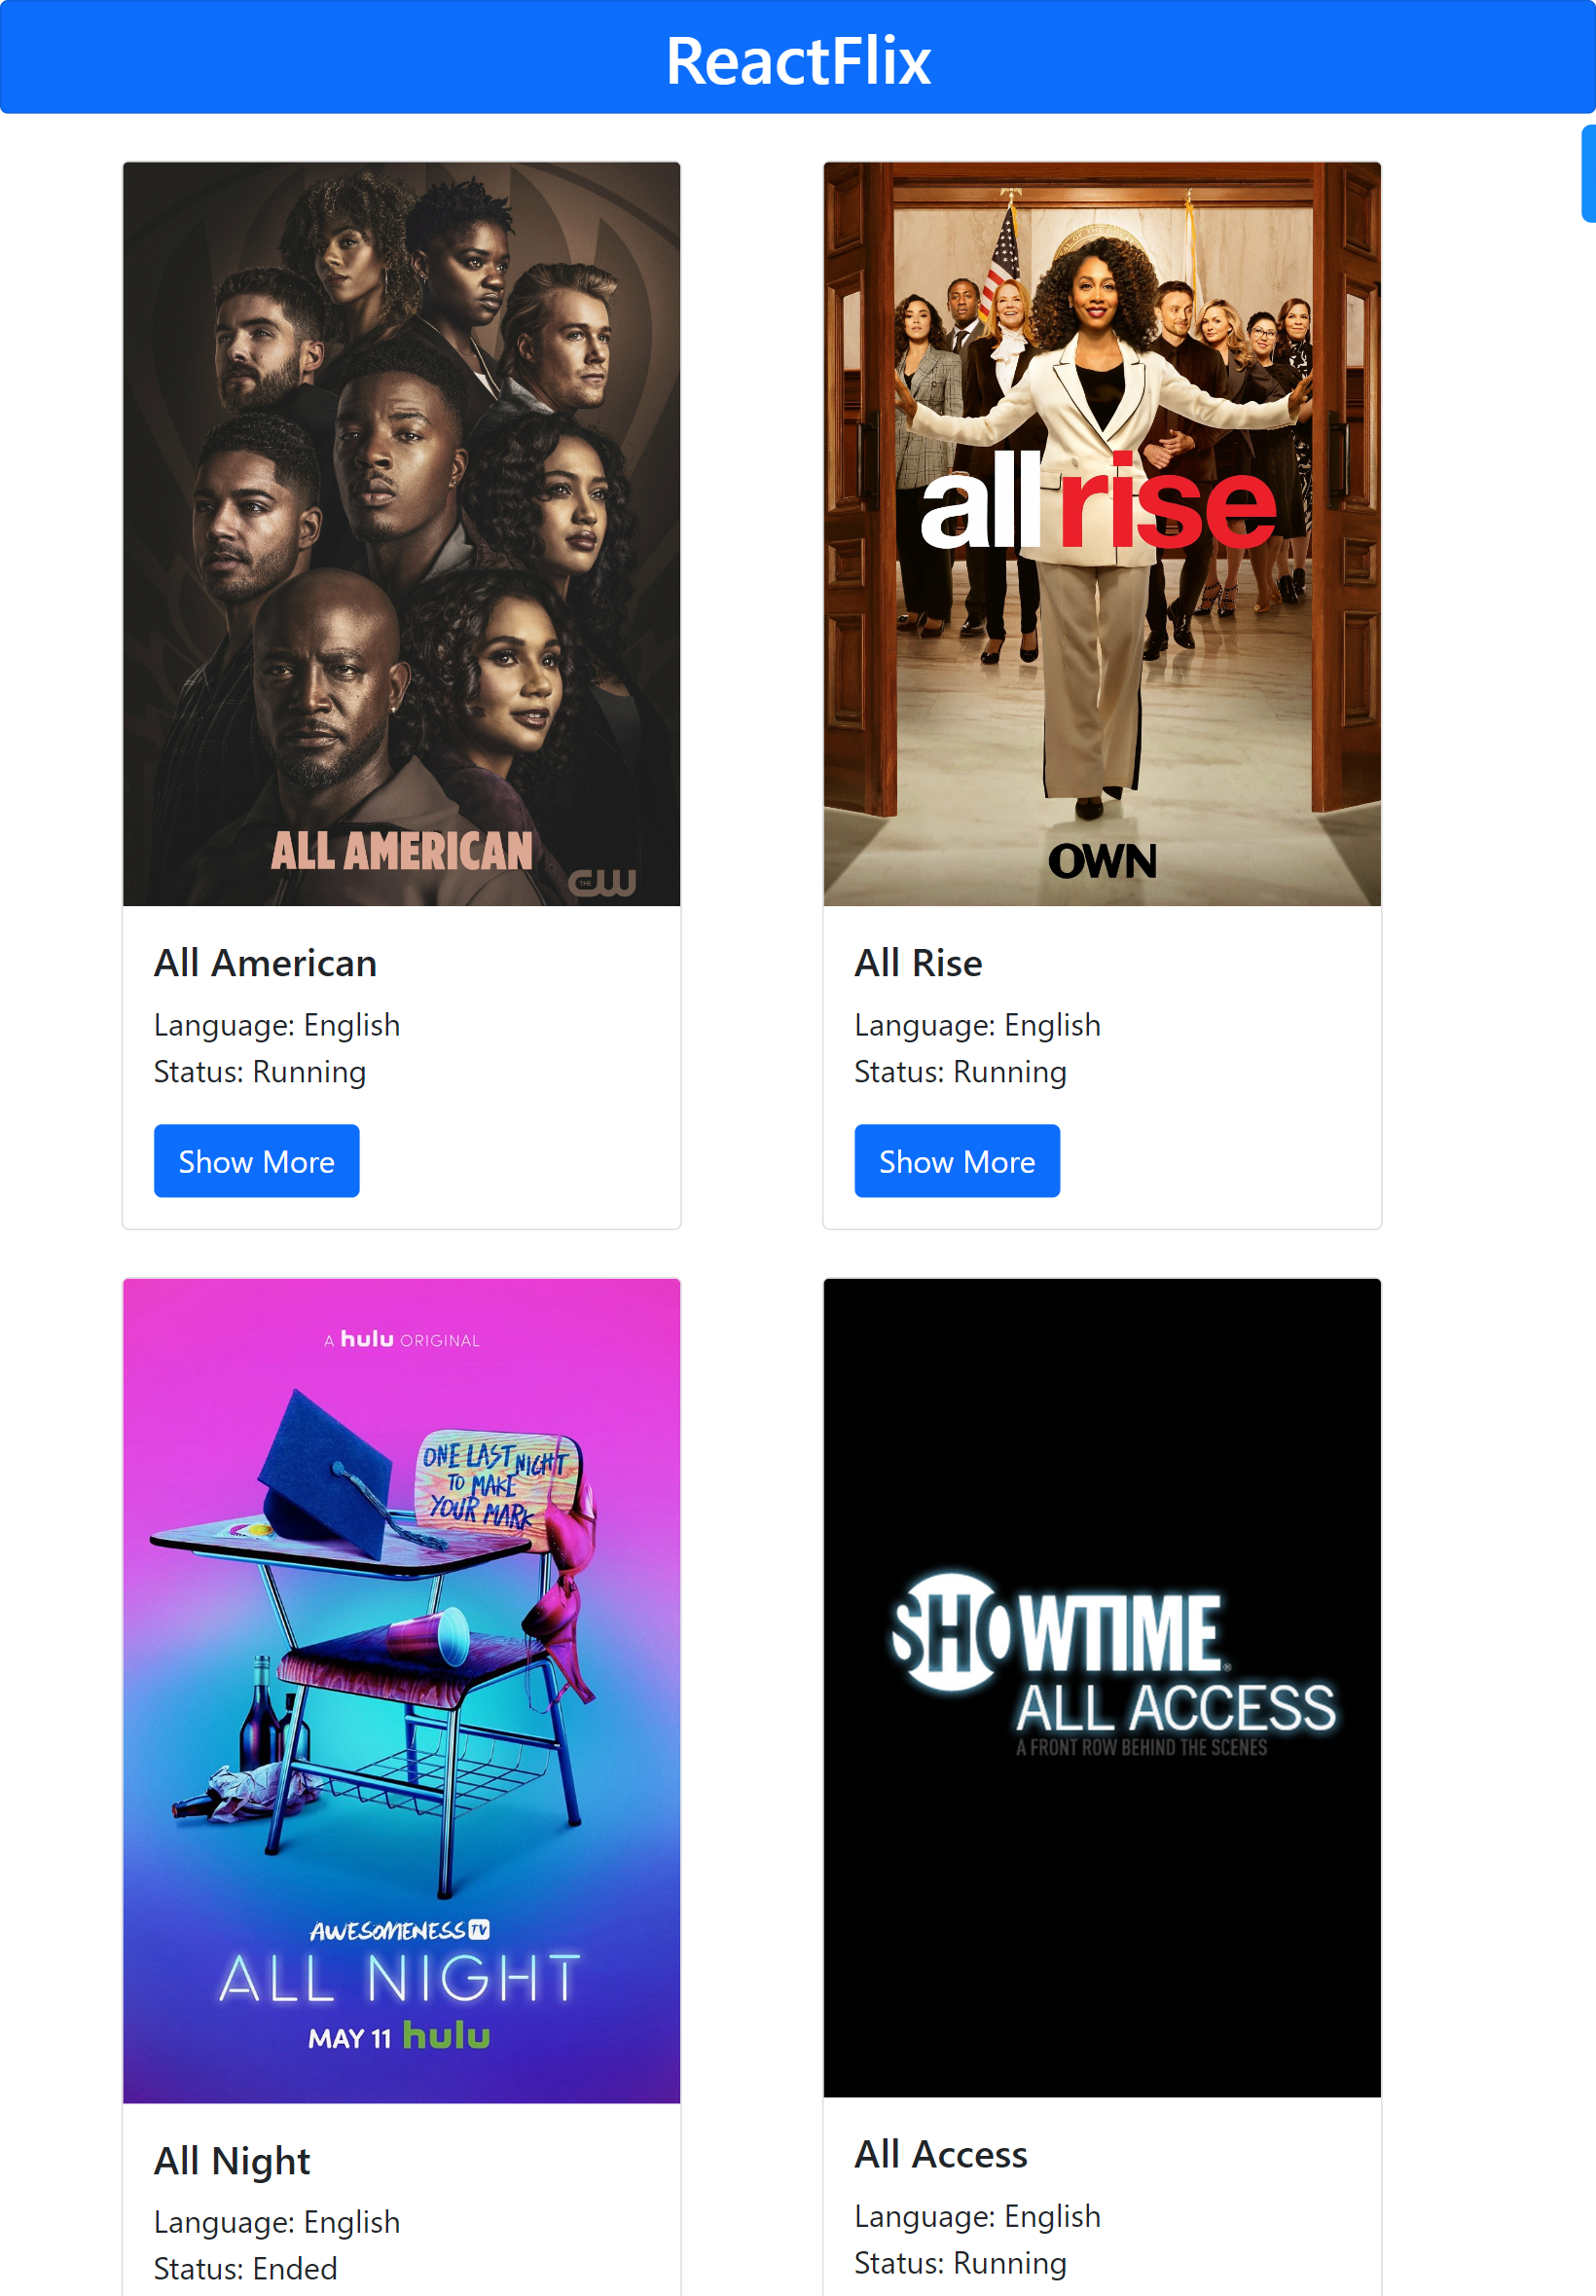 ReactFlix
ALL AMERICAN
THE CW
All American
Language: English
Status: Running
Show More
all rise
OWN
All Rise
Language: English
Status: Running
Show More
A hulu ORIGINAL
ONE LAST NIGHT
TO MAKE
YOUR MARK
AWESOMENESS TV
ALL NIGHT
MAY 11 hulu
All Night
Language: English
Status: Ended
SHOWTIME
ALL ACCESS
A FRONT ROW BEHIND THE SCENES
All Access
Language: English
Status: Running